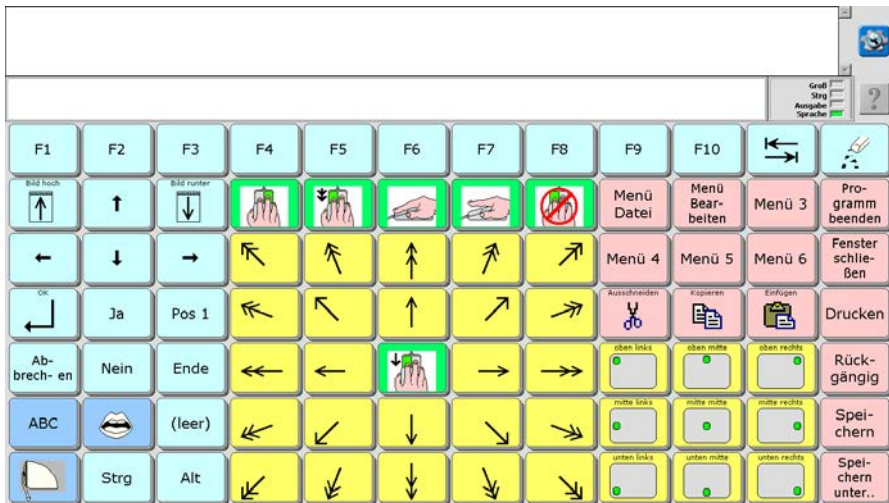 Groß
Strg
Ausgabe
Sprache
?
F1 F2 F3 F4 F5 F6 F7 F8 F9 F10
Bild hoch
Bild runter
Menü
Datei
Menü
Bear-
beiten
Menü 3
Pro-
gramm
beenden
Menü 4
Menü 5
Menü 6
Fenster
schlie-
ßen
OK
Ja
Pos 1
Ausschneiden
Kopieren
Einfügen
Drucken
Ab-
brech- en
Nein
Ende
oben links
oben mitte
oben rechts
Rück-
gängig
ABC
(leer)
mitte links
mitte mitte
mitte rechts
Spei-
chern
Strg
Alt
unten links
unten mitte
unten rechts
Spei-
chern
unter..